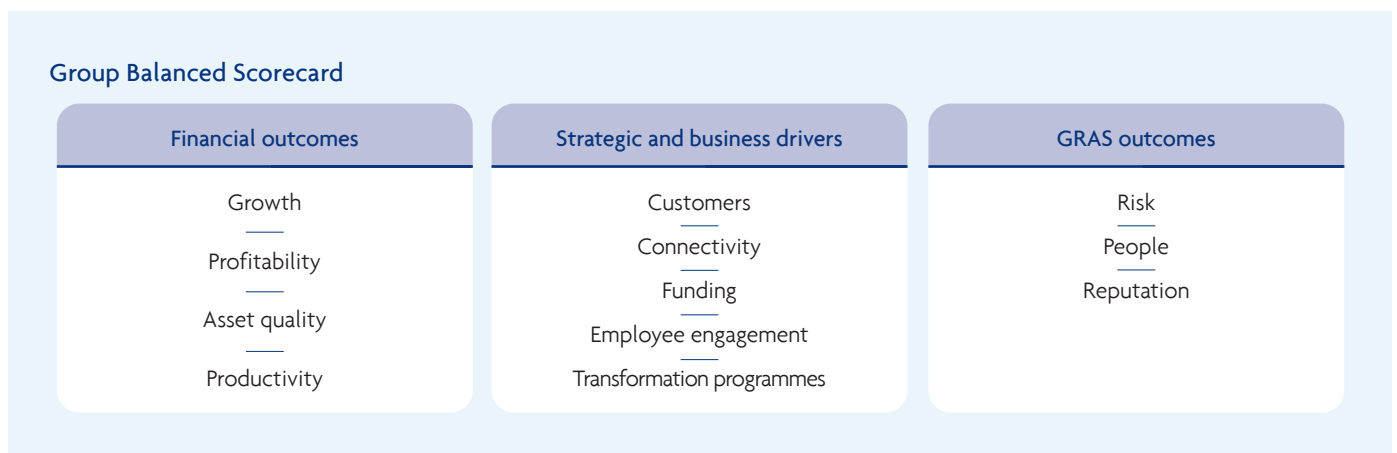 Group Balanced Scorecard
Financial outcomes
Growth
Profitability
Asset quality
Productivity
Strategic and business drivers
Customers
Connectivity
Funding
Employee engagement
Transformation programmes
GRAS outcomes
Risk
People
Reputation